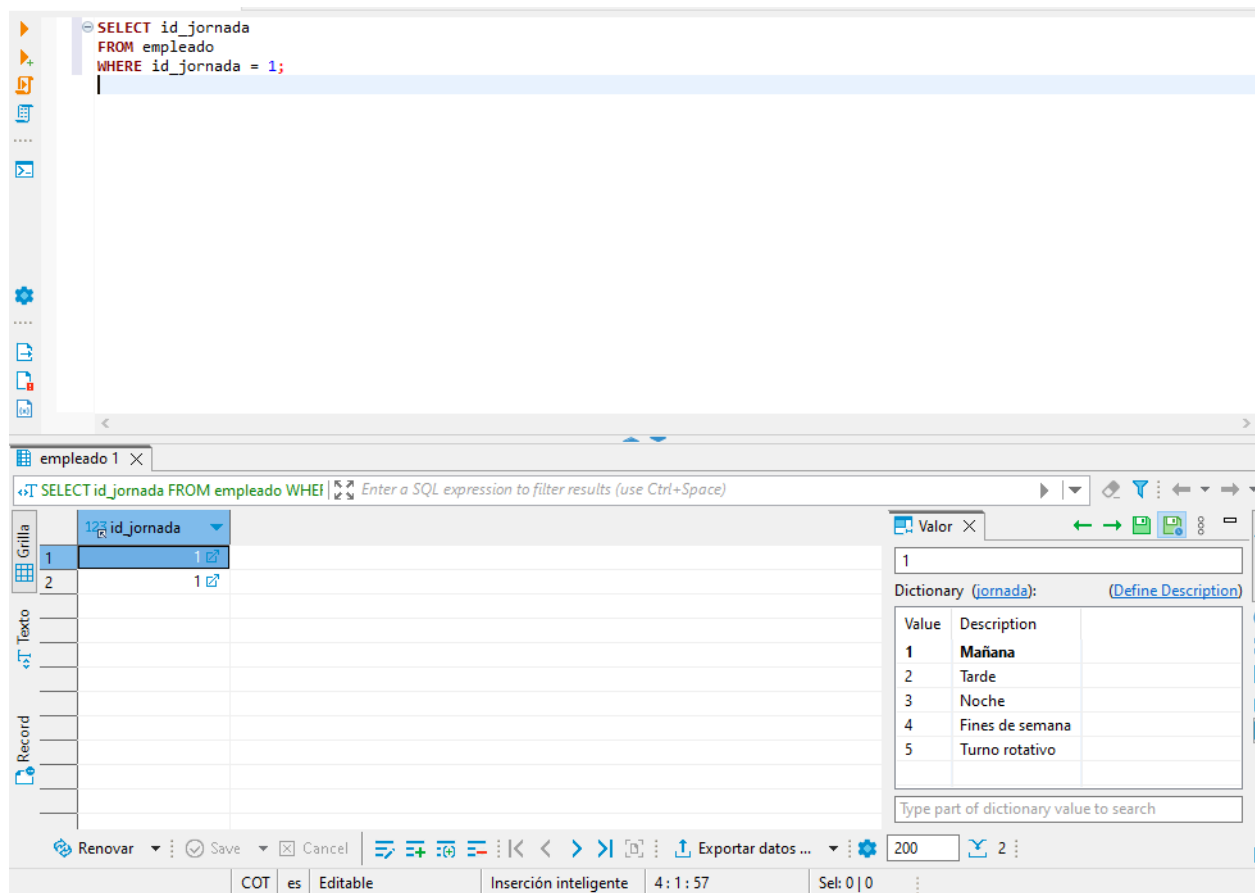 SELECT id_jornada
FROM empleado
WHERE id_jornada = 1;
empleado 1
SELECT id_jornada FROM empleado WHEI Enter a SQL expression to filter results (use Ctrl+Space)
Grilla
Texto
Record
123 id_jornada
1 1
2 1
Valor
1
Dictionary (jornada): (Define Description)
Value Description
1 Mañana
2 Tarde
3 Noche
4 Fines de semana
5 Turno rotativo
Type part of dictionary value to search
Renovar Save Cancel Exportar datos ... 200 2
COT es Editable Inserción inteligente 4 : 1 : 57 Sel: 0 | 0